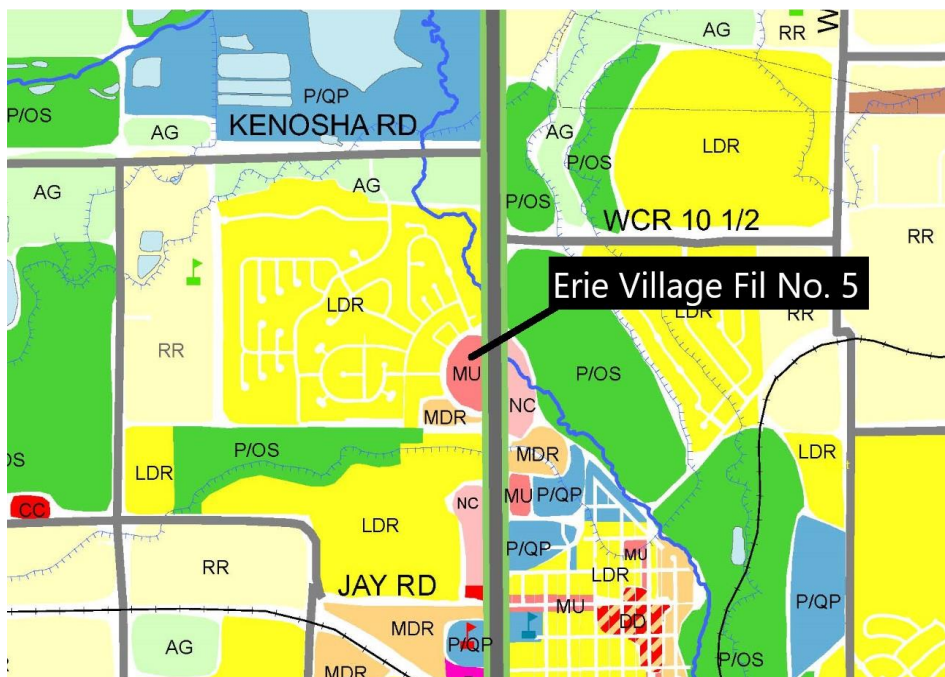 AG
RR
W
P/QP
P/OS
AG
KENOSHA RD
AG
P/OS
LDR
AG
AG
P/OS
WCR 10 1/2
RR
Erie Village Fil No. 5
LDR
LDR
RR
RR
MU
P/OS
NC
MDR
MDR
P/OS
LDR
LDR
OS
MU
P/QP
NC
CC
LDR
P/QP
MU
RR
LDR
JAY RD
MU
DD
P/QP
MDR
P/QP
AG
MDR
P/OS